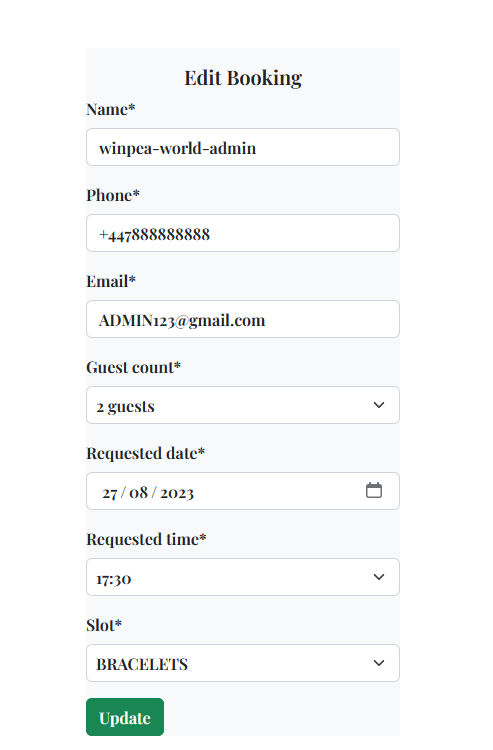 Edit Booking
Name*
winpea-world-admin
Phone*
+447888888888
Email*
ADMIN123@gmail.com
Guest count*
2 guests
Requested date*
27 / 08 / 2023
Requested time*
17:30
Slot*
BRACELETS
Update